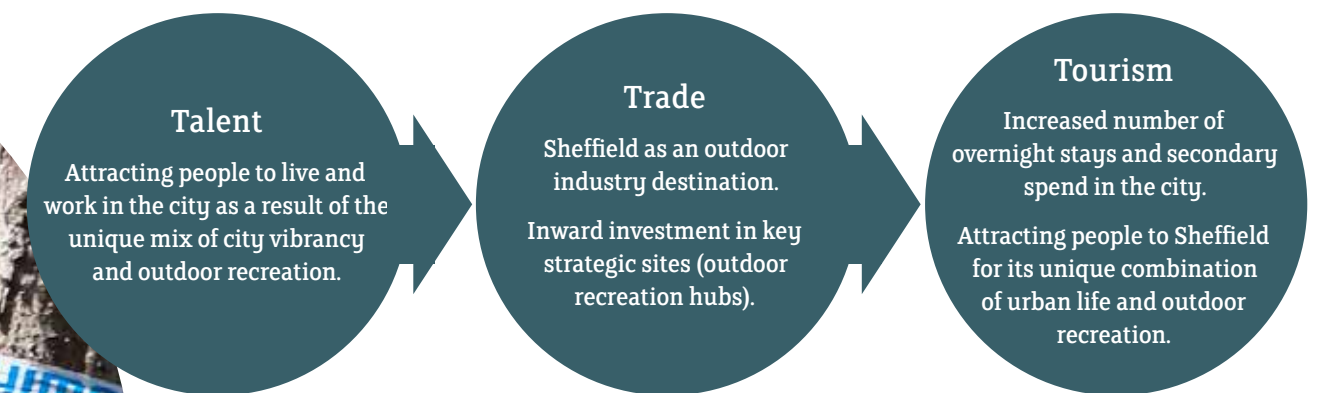 Talent
Attracting people to live and
work in the city as a result of the
unique mix of city vibrancy
and outdoor recreation.
Trade
Sheffield as an outdoor
industry destination.
Inward investment in key
strategic sites (outdoor
recreation hubs).
Tourism
Increased number of
overnight stays and secondary
spend in the city.
Attracting people to Sheffield
for its unique combination
of urban life and outdoor
recreation.